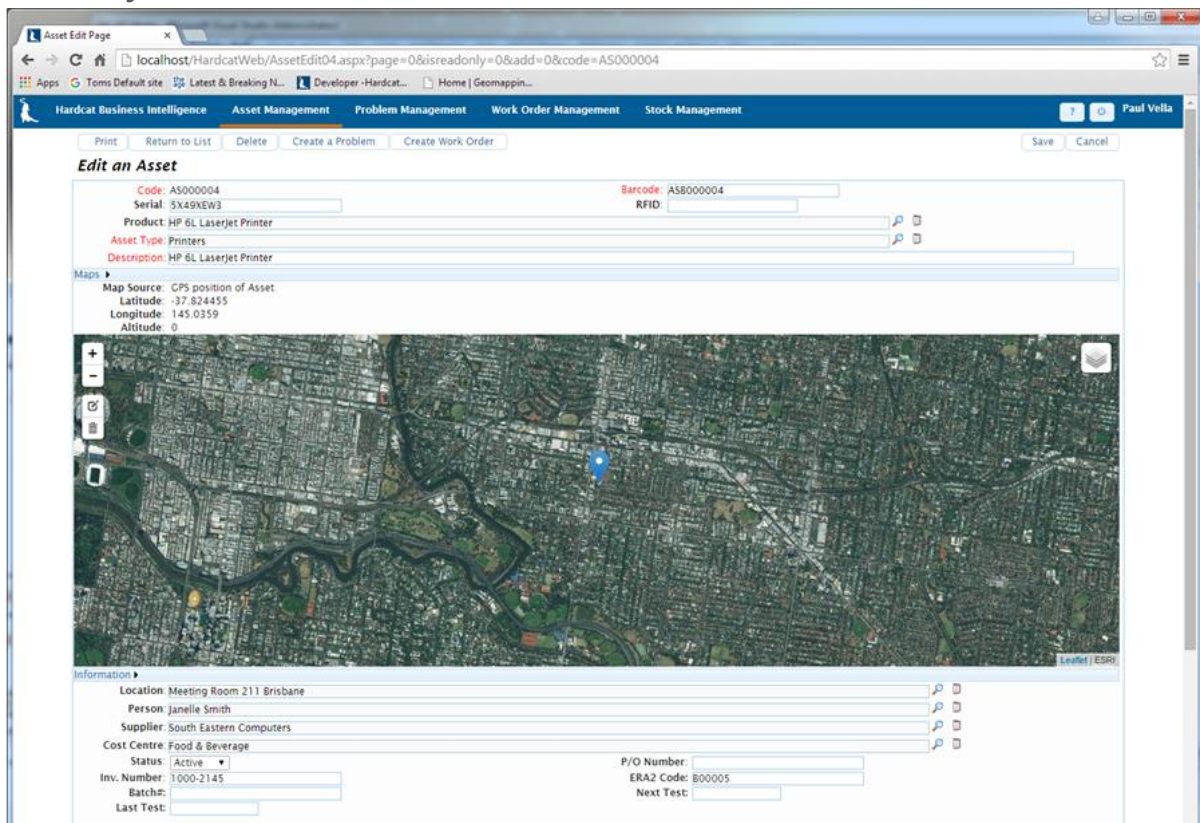 Asset Edit Page
localhost/HardcatWeb/AssetEdit04.aspx?page=0&isreadonly=0&add=0&code=AS000004
Apps Toms Default site Latest & Breaking N... Developer -Hardcat... Home | Geomappin...
Hardcat Business Intelligence Asset Management Problem Management Work Order Management Stock Management ? Paul Vella
Print Return to List Delete Create a Problem Create Work Order Save Cancel
Edit an Asset
Code: AS000004 Barcode: ASB000004
Serial: 5X49XEW3 RFID:
Product: HP 6L LaserJet Printer
Asset Type: Printers
Description: HP 6L LaserJet Printer
Maps
Map Source: GPS position of Asset
Latitude: -37.824455
Longitude: 145.0359
Altitude: 0
+
−
Leaflet | ESRI
Information
Location: Meeting Room 211 Brisbane
Person: Janelle Smith
Supplier: South Eastern Computers
Cost Centre: Food & Beverage
Status: Active P/O Number:
Inv. Number: 1000-2145 ERA2 Code: B00005
Batch#: Next Test:
Last Test: